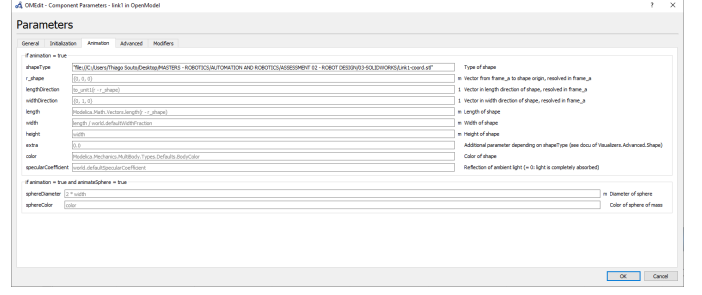 OMEdit - Component Parameters - link1 in OpenModel
Parameters
General Initialization Animation Advanced Modifiers
if animation = true
shapeType "file://C:/Users/Thiago Souto/Desktop/MASTERS - ROBOTICS/AUTOMATION AND ROBOTICS/ASSESSMENT 02 - ROBOT DESIGN/03-SOLIDWORKS/Link1-coord.stl" Type of shape
r_shape {0, 0, 0} m Vector from frame_a to shape origin, resolved in frame_a
lengthDirection to_unit1(r - r_shape) 1 Vector in length direction of shape, resolved in frame_a
widthDirection {0, 1, 0} 1 Vector in width direction of shape, resolved in frame_a
length Modelica.Math.Vectors.length(r - r_shape) m Length of shape
width length / world.defaultWidthFraction m Width of shape
height width m Height of shape
extra 0.0 Additional parameter depending on shapeType (see docu of Visualizers.Advanced.Shape)
color Modelica.Mechanics.MultiBody.Types.Defaults.BodyColor Color of shape
specularCoefficient world.defaultSpecularCoefficient Reflection of ambient light (= 0: light is completely absorbed)
if animation = true and animateSphere = true
sphereDiameter 2 * width m Diameter of sphere
sphereColor color Color of sphere of mass
OK Cancel